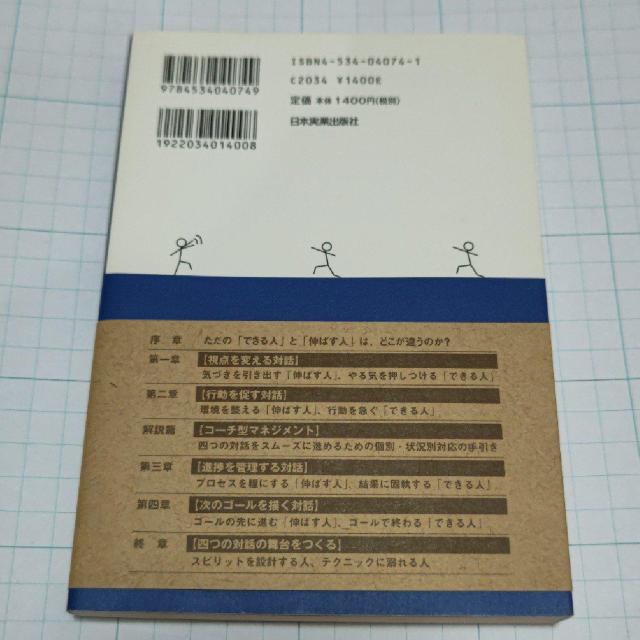 ISBN4-534-04074-1
C2034 ¥1400E
9784534040749
定価 本体1400円(税別)
1922034014008
日本実業出版社
序 章 ただの「できる人」と「伸ばす人」は、どこが違うのか?
第一章 【視点を変える対話】
気づきを引き出す「伸ばす人」、やる気を押しつける「できる人」
第二章 【行動を促す対話】
環境を整える「伸ばす人」、行動を急ぐ「できる人」
解説篇 【コーチ型マネジメント】
四つの対話をスムーズに進めるための個別・状況別対応の手引き
第三章 【進捗を管理する対話】
プロセスを糧にする「伸ばす人」、結果に固執する「できる人」
第四章 【次のゴールを描く対話】
ゴールの先に進む「伸ばす人」、ゴールで終わる「できる人」
終 章 【四つの対話の舞台をつくる】
スピリットを設計する人、テクニックに溺れる人